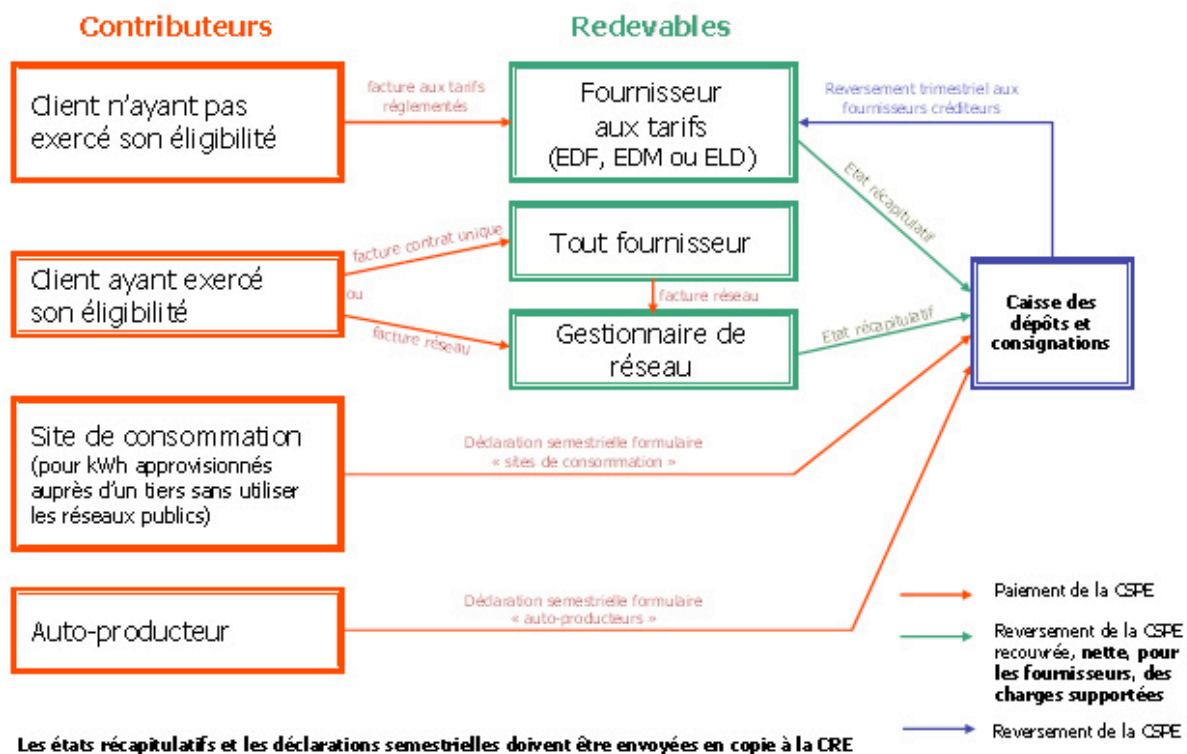 Contributeurs
Redevables
Client n'ayant pas
exercé son éligibilité
facture aux tarifs
réglementés
Fournisseur
aux tarifs
(EDF, EDM ou ELD)
Reversement trimestriel aux
fournisseurs créditeurs
Etat récapitulatif
Client ayant exercé
son éligibilité
facture contrat unique
ou
facture réseau
Tout fournisseur
facture réseau
Gestionnaire de
réseau
Etat récapitulatif
Caisse des
dépôts et
consignations
Site de consommation
(pour kWh approvisionnés
auprès d'un tiers sans utiliser
les réseaux publics)
Déclaration semestrielle formulaire
« sites de consommation »
Auto-producteur
Déclaration semestrielle formulaire
« auto-producteurs »
Paiement de la CSPE
Reversement de la CSPE
recouvrée, nette, pour
les fournisseurs, des
charges supportées
Reversement de la CSPE
Les états récapitulatifs et les déclarations semestrielles doivent être envoyées en copie à la CRE